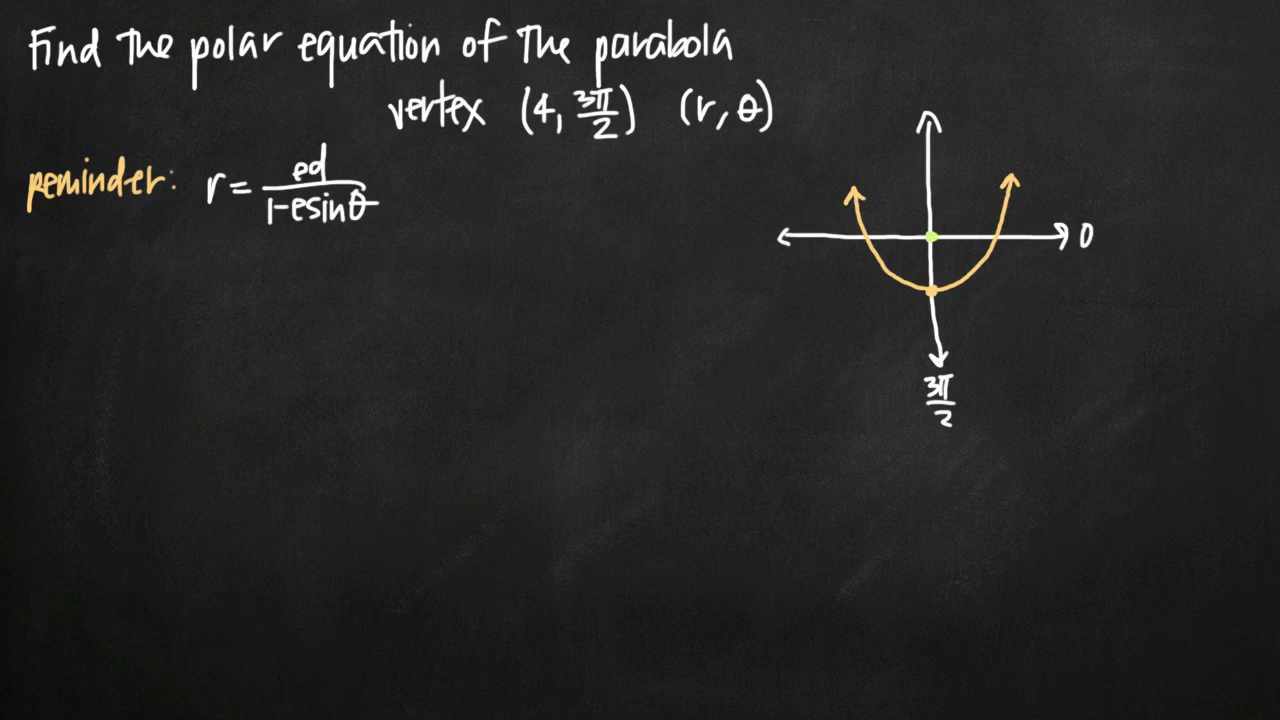 Find the polar equation of the parabola
vertex (4, 3π/2) (r, θ)
reminder: r = ed/(1-esinθ)
0
3π/2